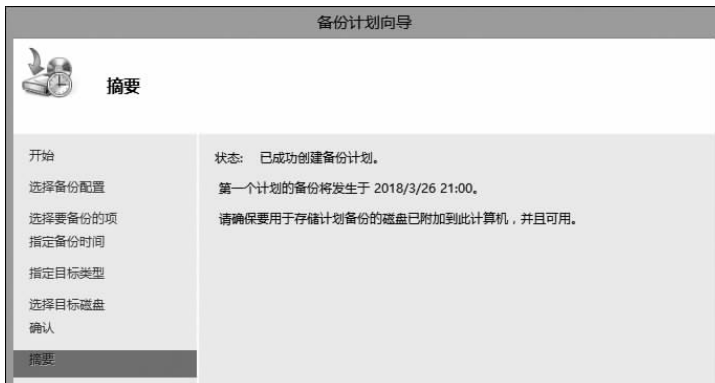 备份计划向导
摘要
开始
选择备份配置
选择要备份的项
指定备份时间
指定目标类型
选择目标磁盘
确认
摘要
状态: 已成功创建备份计划。
第一个计划的备份将发生于 2018/3/26 21:00。
请确保要用于存储计划备份的磁盘已附加到此计算机，并且可用。